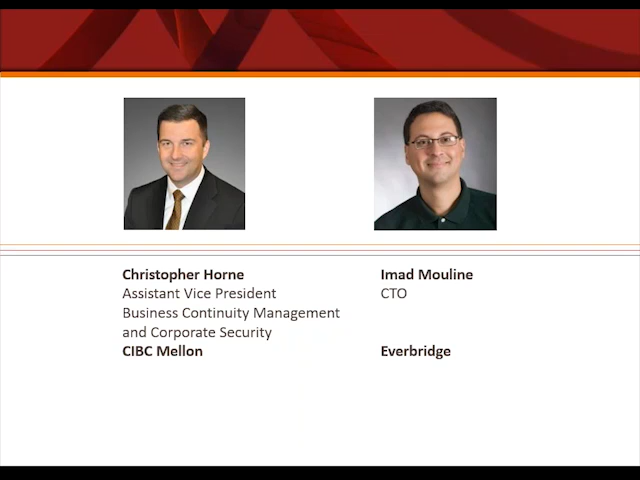 Christopher Horne
Assistant Vice President
Business Continuity Management
and Corporate Security
CIBC Mellon
Imad Mouline
CTO
Everbridge